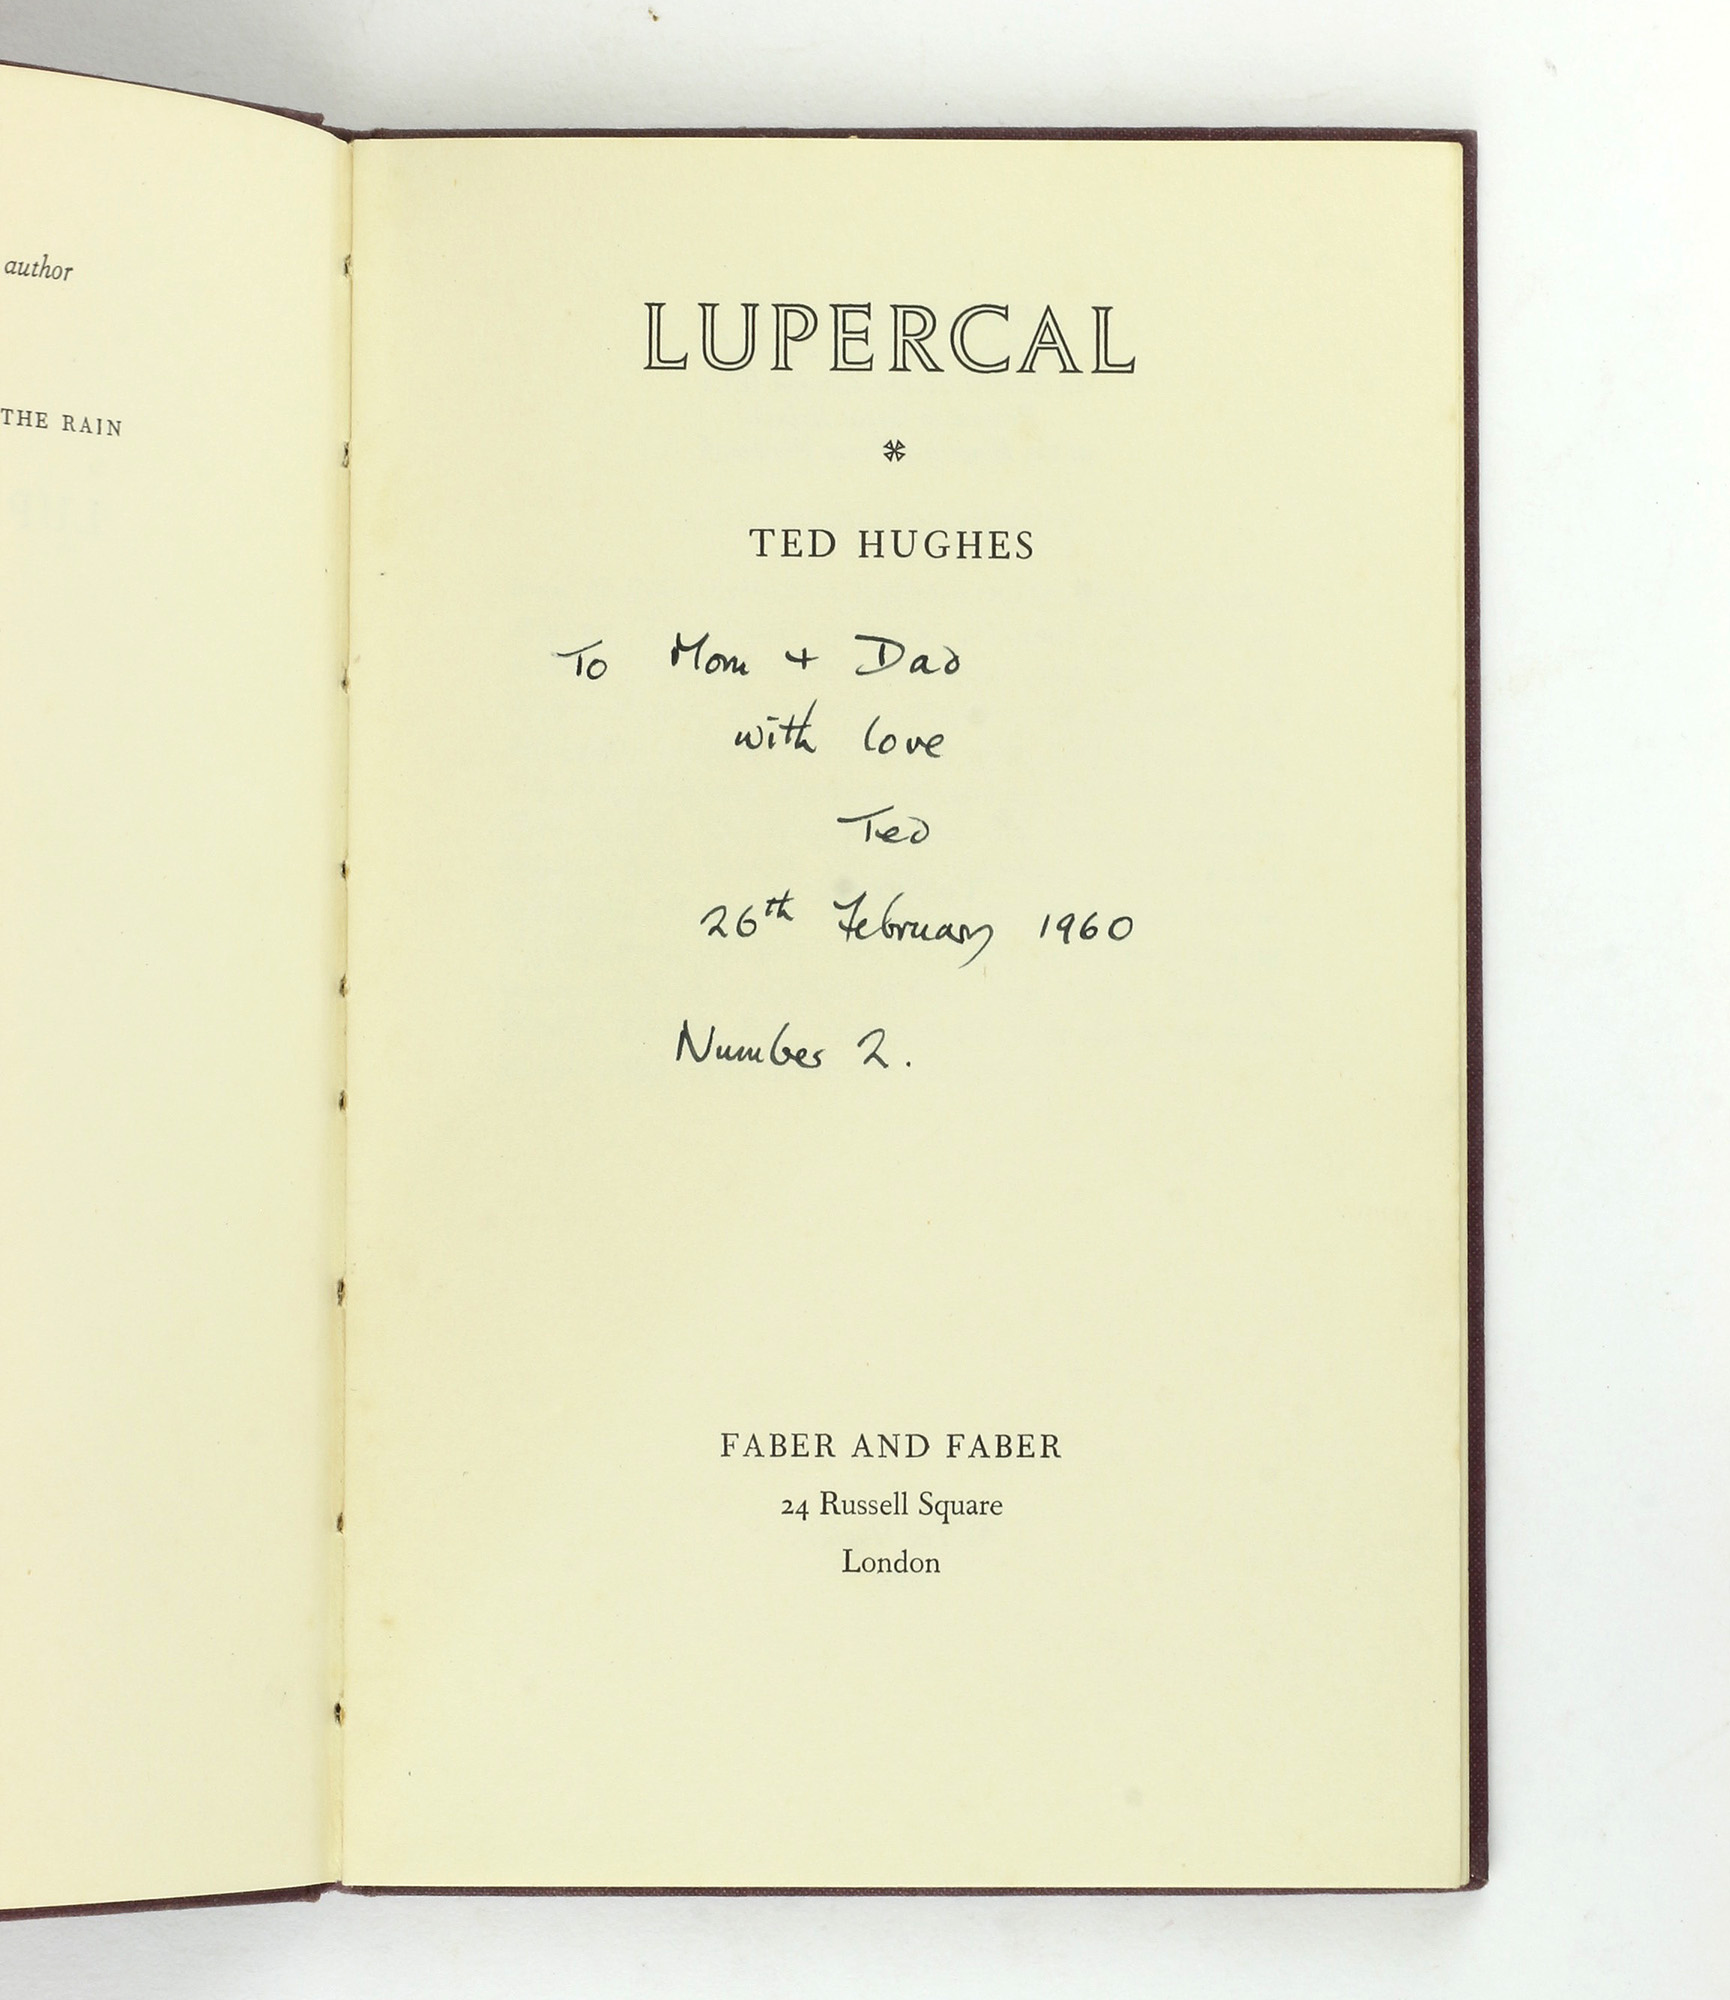 author
THE RAIN
LUPERCAL
TED HUGHES
To Mom + Dad
with love
Ted
26th February 1960
Number 2.
FABER AND FABER
24 Russell Square
London